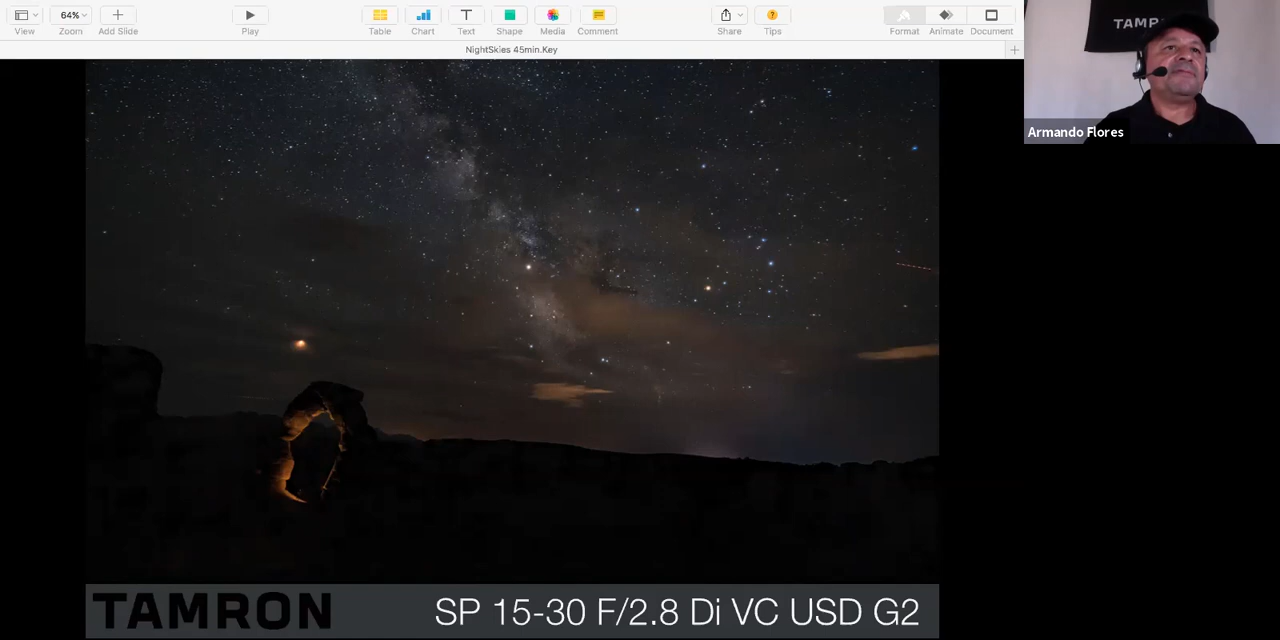 64%
View
Zoom
Add Slide
Play
Table
Chart
Text
Shape
Media
Comment
Share
Tips
Format
Animate
Document
NightSkies 45min.Key
TAMR
Armando Flores
TAMRON
SP 15-30 F/2.8 Di VC USD G2